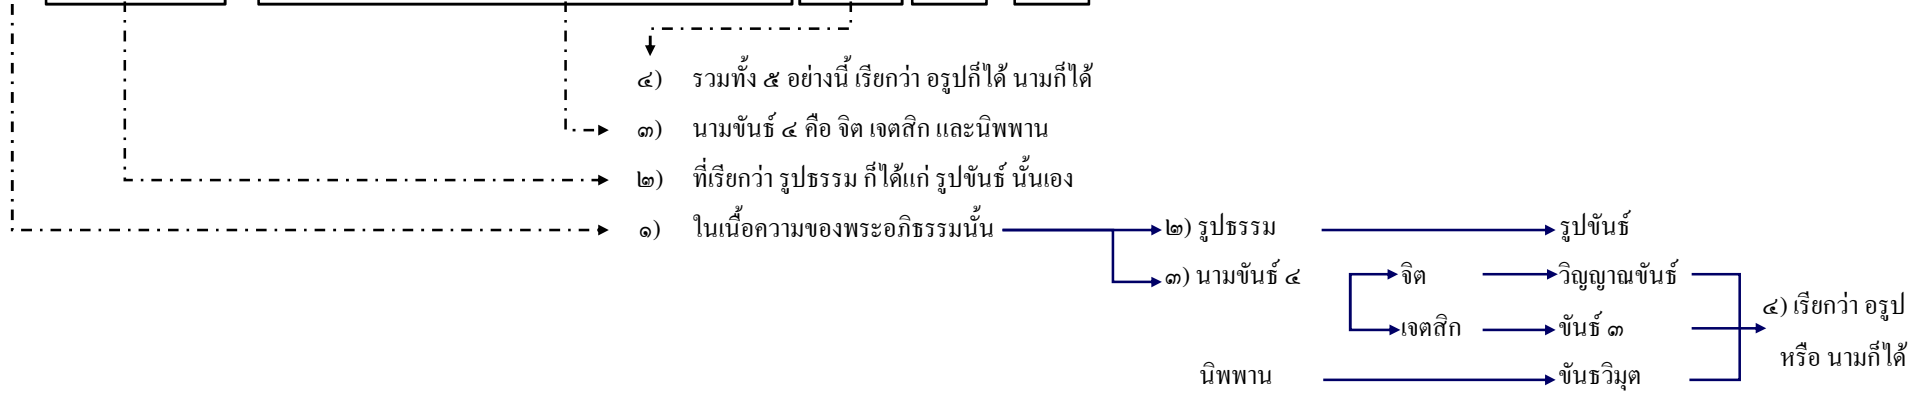 ๔) รวมทั้ง ๕ อย่างนี้ เรียกว่า อรูปก็ได้ นามก็ได้
๓) นามขันธ์ ๔ คือ จิต เจตสิก และนิพพาน
๒) ที่เรียกว่า รูปธรรม ก็ได้แก่ รูปขันธ์ นั้นเอง
๑) ในเนื้อความของพระอภิธรรมนั้น ๒) รูปธรรม รูปขันธ์
๓) นามขันธ์ ๔ จิต วิญญาณขันธ์
๔) เรียกว่า อรูป
เจตสิก ขันธ์ ๓
หรือ นามก็ได้
นิพพาน ขันธวิมุต